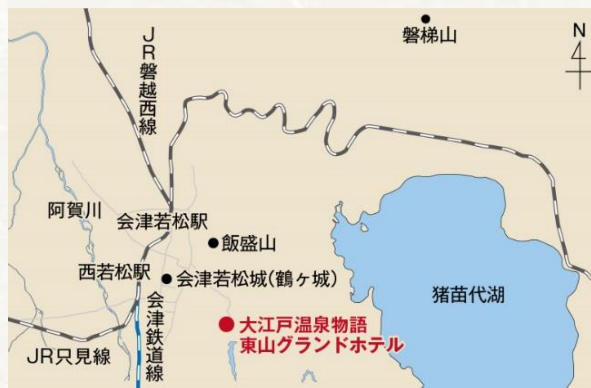 磐梯山
N
JR磐越西線
阿賀川
会津若松駅
飯盛山
西若松駅
会津若松城(鶴ヶ城)
猪苗代湖
会津鉄道線
大江戸温泉物語
東山グランドホテル
JR只見線